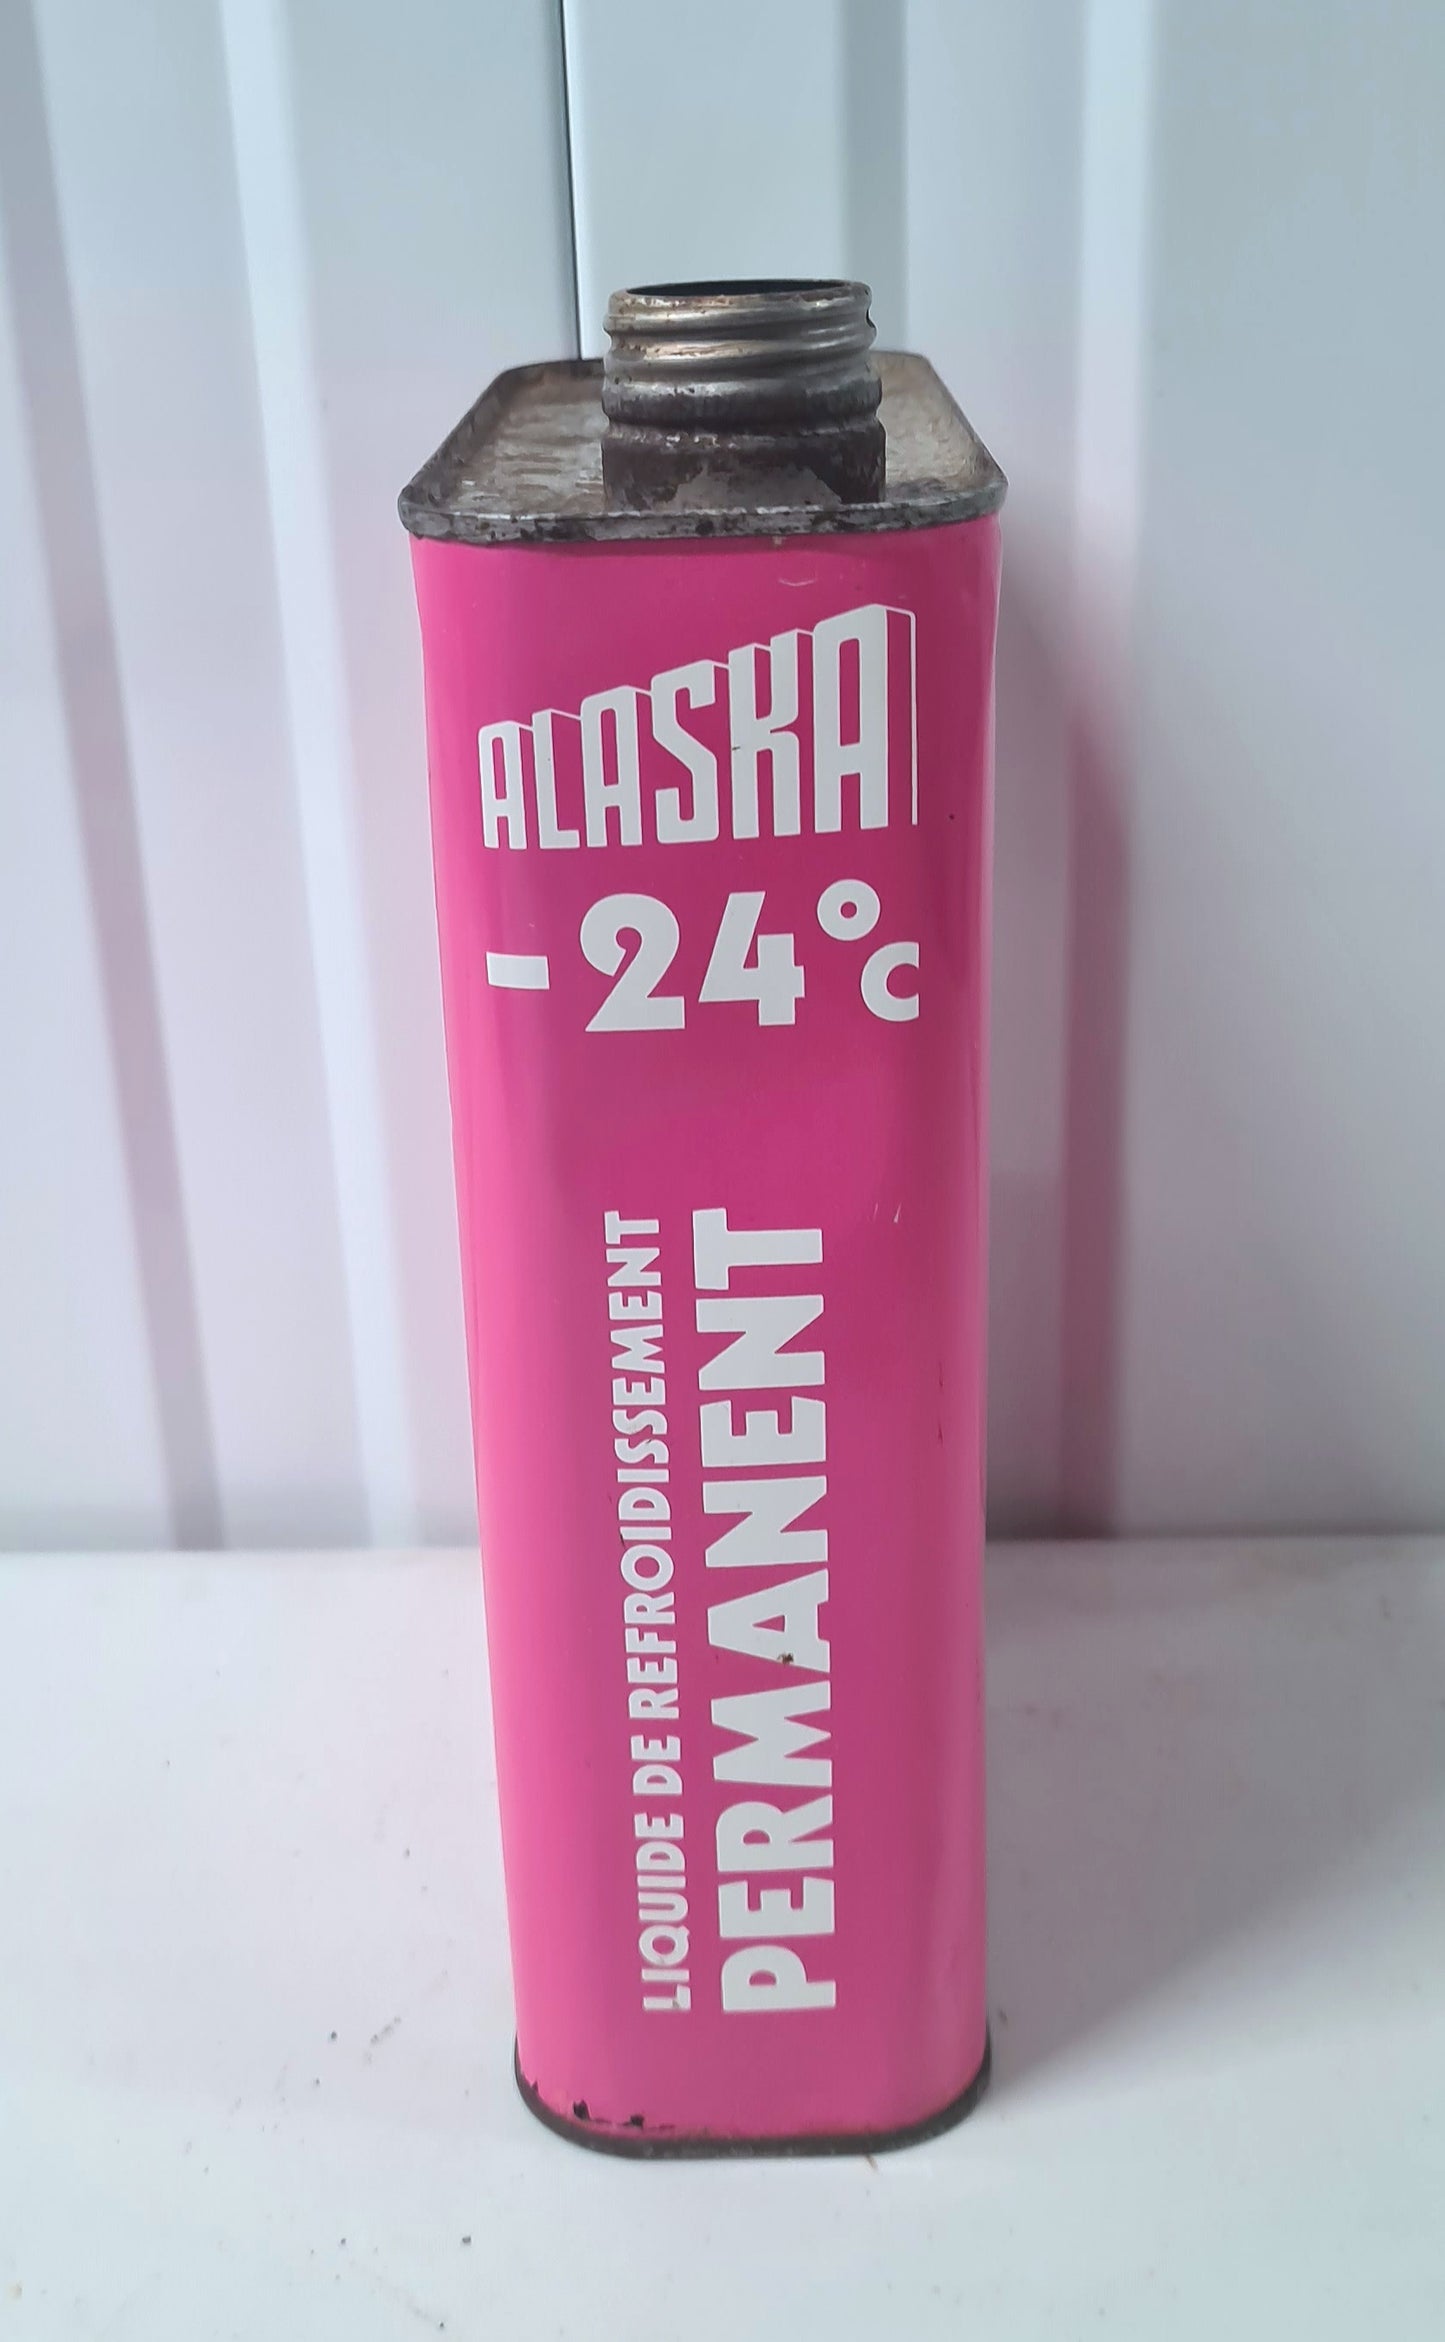 ALASKA
-24°C
LIQUIDE DE REFROIDISSEMENT
PERMANENT